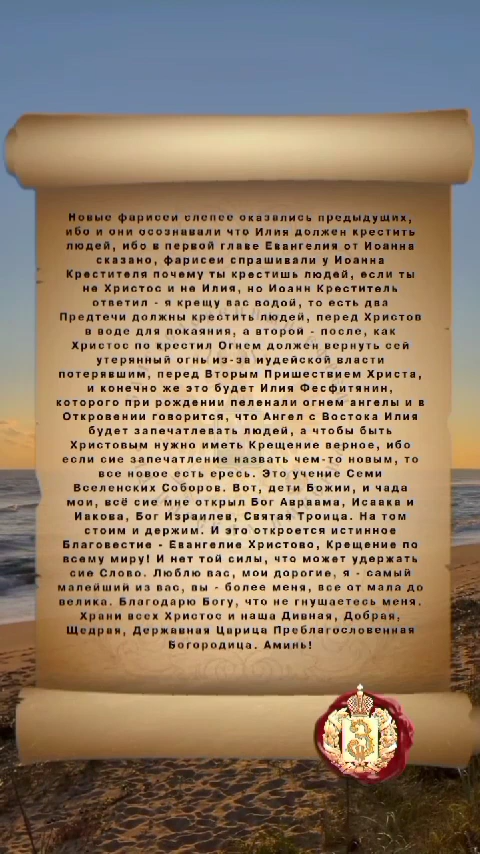 Новые фарисеи слепее оказались предыдущих,
ибо и они осознавали что Илия должен крестить
людей, ибо в первой главе Евангелия от Иоанна
сказано, фарисеи спрашивали у Иоанна
Крестителя почему ты крестишь людей, если ты
не Христос и не Илия, но Иоанн Креститель
ответил - я крещу вас водой, то есть два
Предтечи должны крестить людей, перед Христов
в воде для покаяния, а второй - после, как
Христос по крестил Огнем должен вернуть сей
утерянный огнь из-за иудейской власти
потерявшим, перед Вторым Пришествием Христа,
и конечно же это будет Илия Фесфитянин,
которого при рождении пеленали огнем ангелы и в
Откровении говорится, что Ангел с Востока Илия
будет запечатлевать людей, а чтобы быть
Христовым нужно иметь Крещение верное, ибо
если сие запечатление назвать чем-то новым, то
все новое есть ересь. Это учение Семи
Вселенских Соборов. Вот, дети Божии, и чада
мои, всё сие мне открыл Бог Авраама, Исаака и
Иакова, Бог Израилев, Святая Троица. На том
стоим и держим. И это откроется истинное
Благовестие - Евангелие Христово, Крещение по
всему миру! И нет той силы, что может удержать
сие Слово. Люблю вас, мои дорогие, я - самый
малейший из вас, вы - более меня, все от мала до
велика. Благодарю Богу, что не гнушаетесь меня.
Храни всех Христос и наша Дивная, Добрая,
Щедрая, Державная Царица Преблагословенная
Богородица. Аминь!